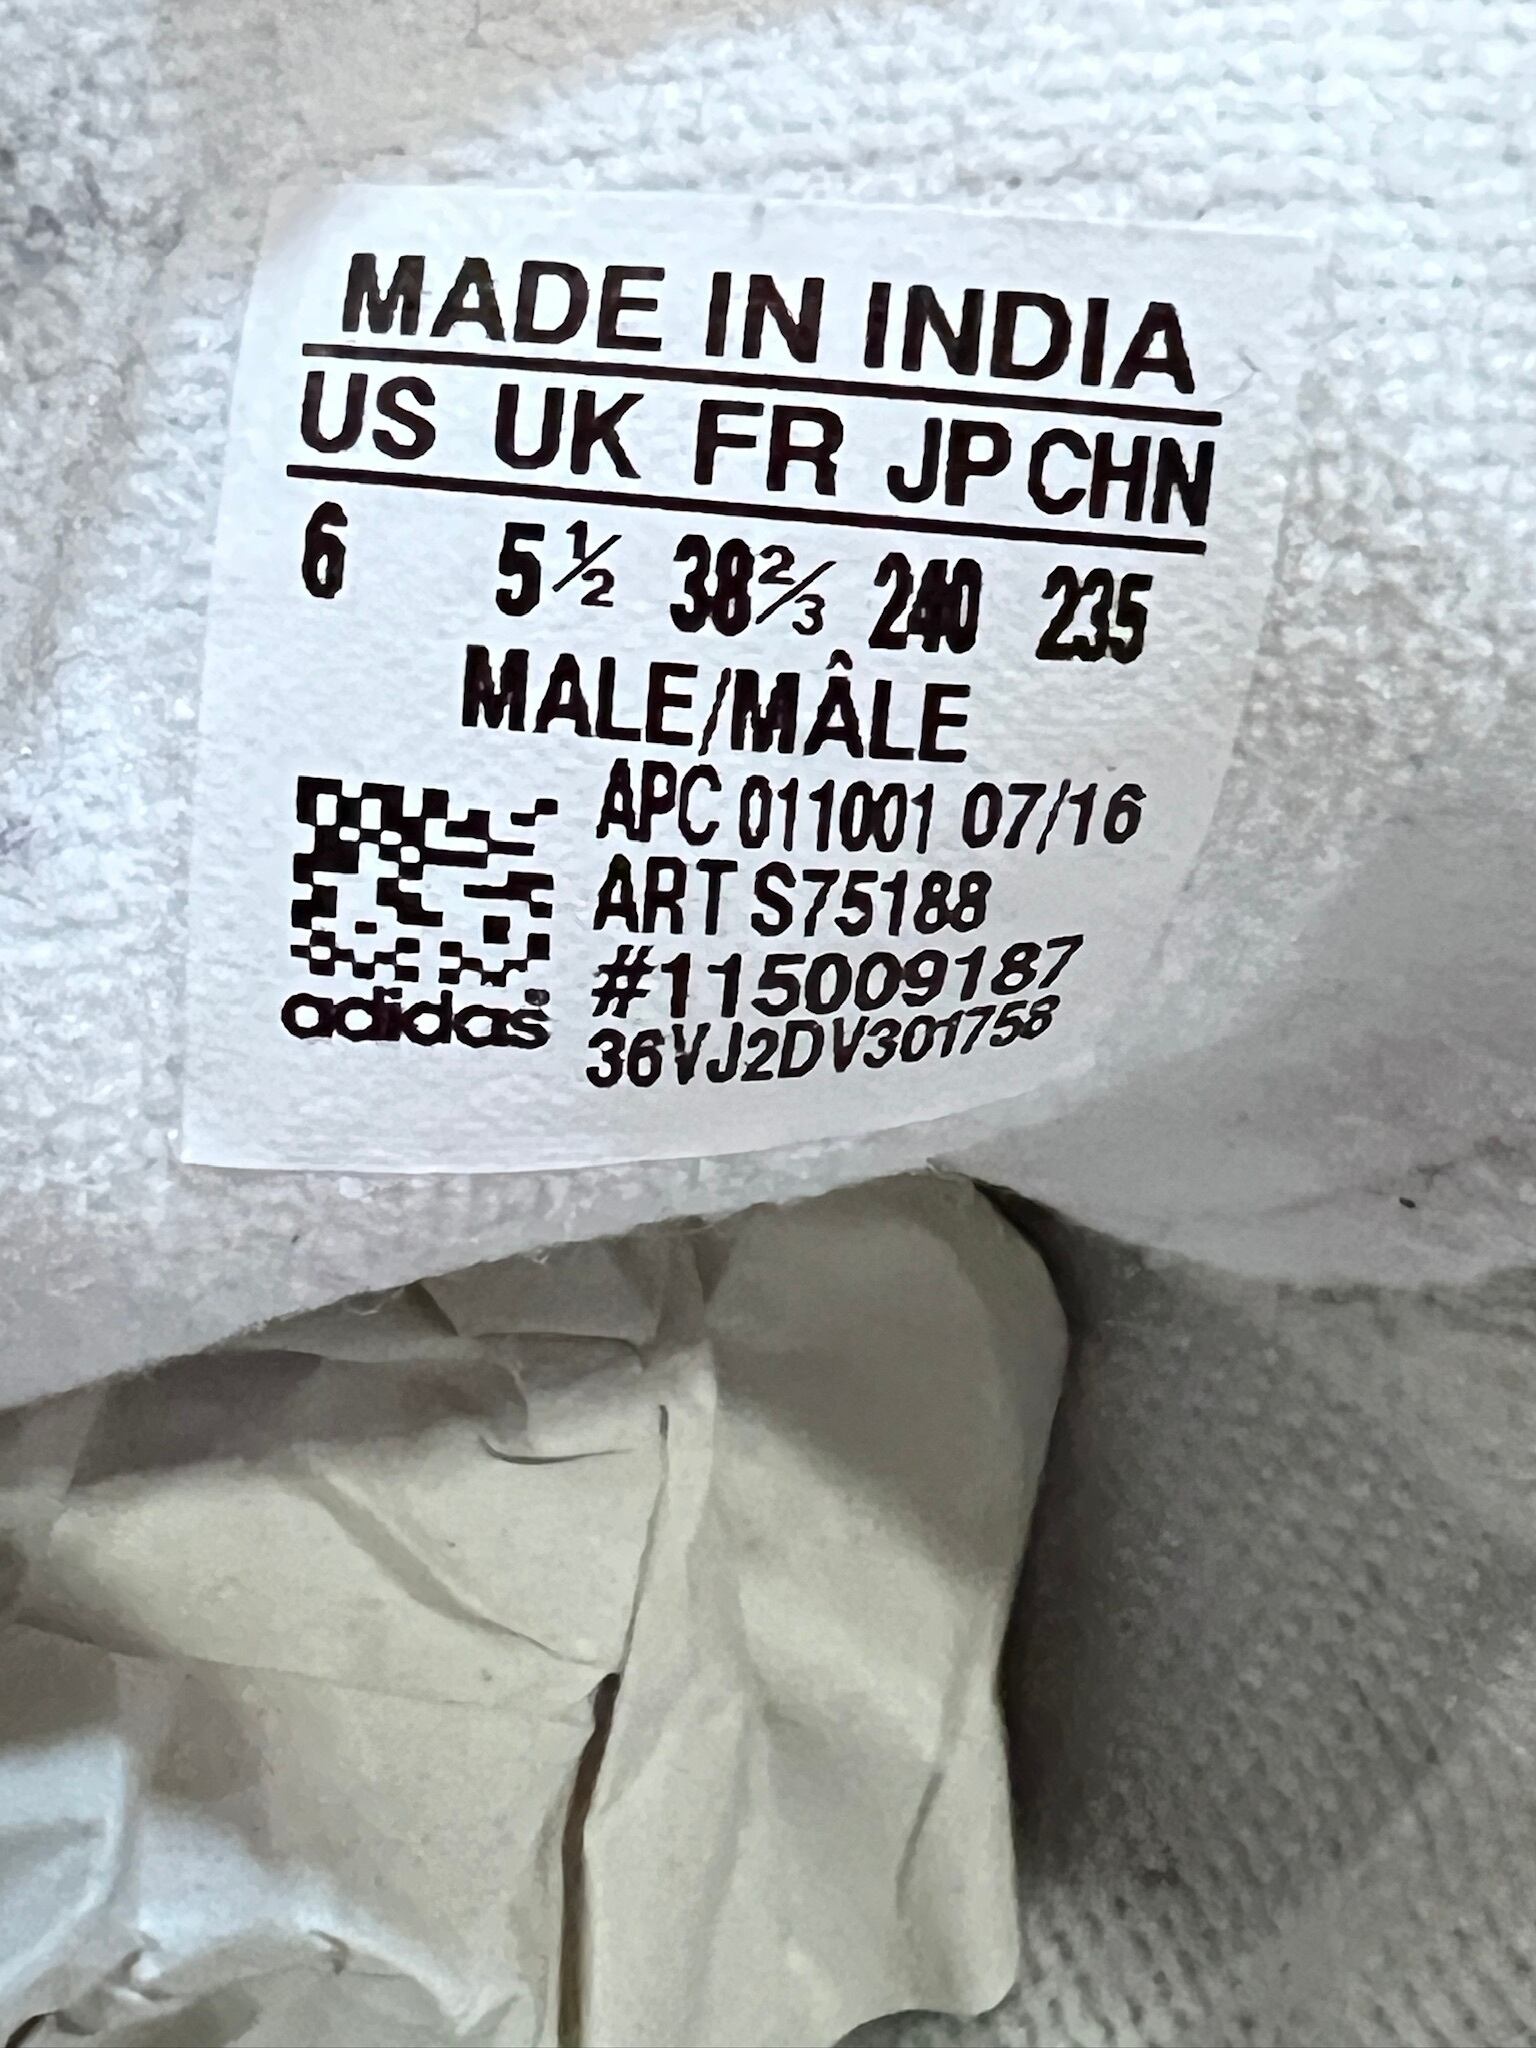 MADE IN INDIA
US UK FR JP CHN
6 5½ 38⅔ 240 235
MALE/MÂLE
APC 011001 07/16
ART S75188
#115009187
adidas
36VJ2DV301758